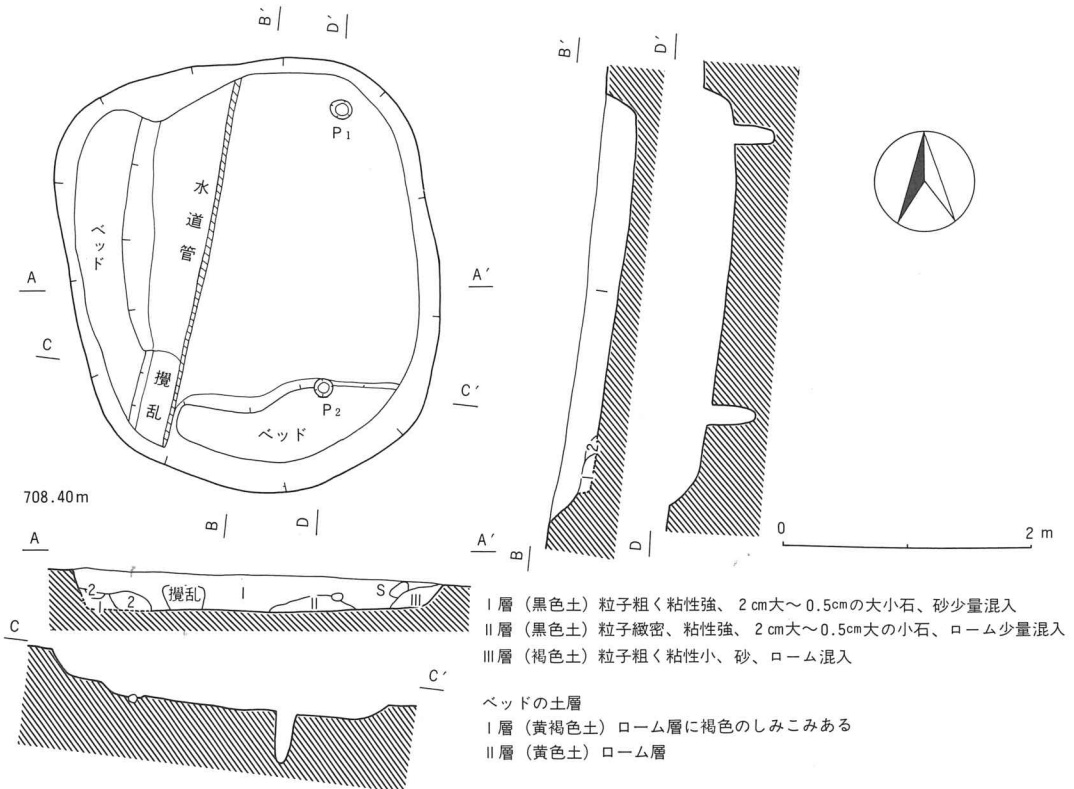 B´ D´
P1
水道管
ベッド
A A´
C C´
攪乱
P2
ベッド
708.40m
B D
B´ D´
I
2
I
B D
0 2 m
A A´
2 I 2 攪乱 I II S III
C C´
I層（黒色土）粒子粗く粘性強、2cm大～0.5cmの大小石、砂少量混入
II層（黒色土）粒子緻密、粘性強、2cm大～0.5cm大の小石、ローム少量混入
III層（褐色土）粒子粗く粘性小、砂、ローム混入
ベッドの土層
I層（黄褐色土）ローム層に褐色のしみこみある
II層（黄色土）ローム層